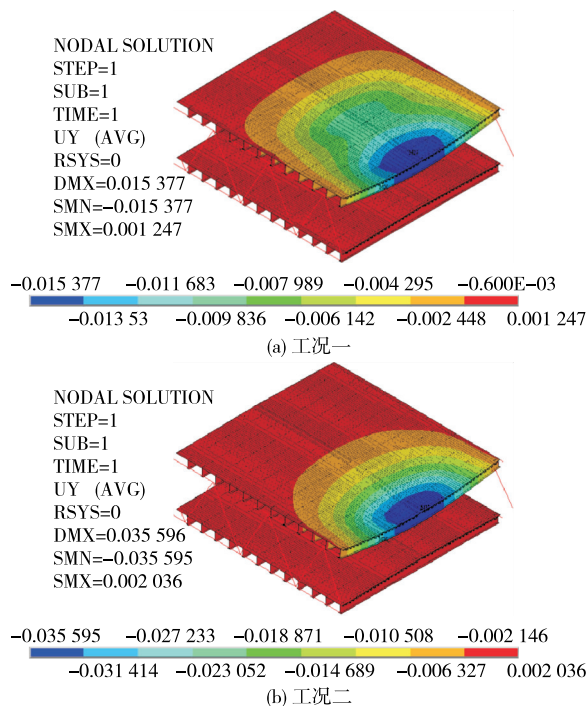 NODAL SOLUTION
STEP=1
SUB=1
TIME=1
UY (AVG)
RSYS=0
DMX=0.015 377
SMN=-0.015 377
SMX=0.001 247
-0.015 377 -0.011 683 -0.007 989 -0.004 295 -0.600E-03
-0.013 53 -0.009 836 -0.006 142 -0.002 448 0.001 247
(a) 工况一
NODAL SOLUTION
STEP=1
SUB=1
TIME=1
UY (AVG)
RSYS=0
DMX=0.035 596
SMN=-0.035 595
SMX=0.002 036
-0.035 595 -0.027 233 -0.018 871 -0.010 508 -0.002 146
-0.031 414 -0.023 052 -0.014 689 -0.006 327 0.002 036
(b) 工况二